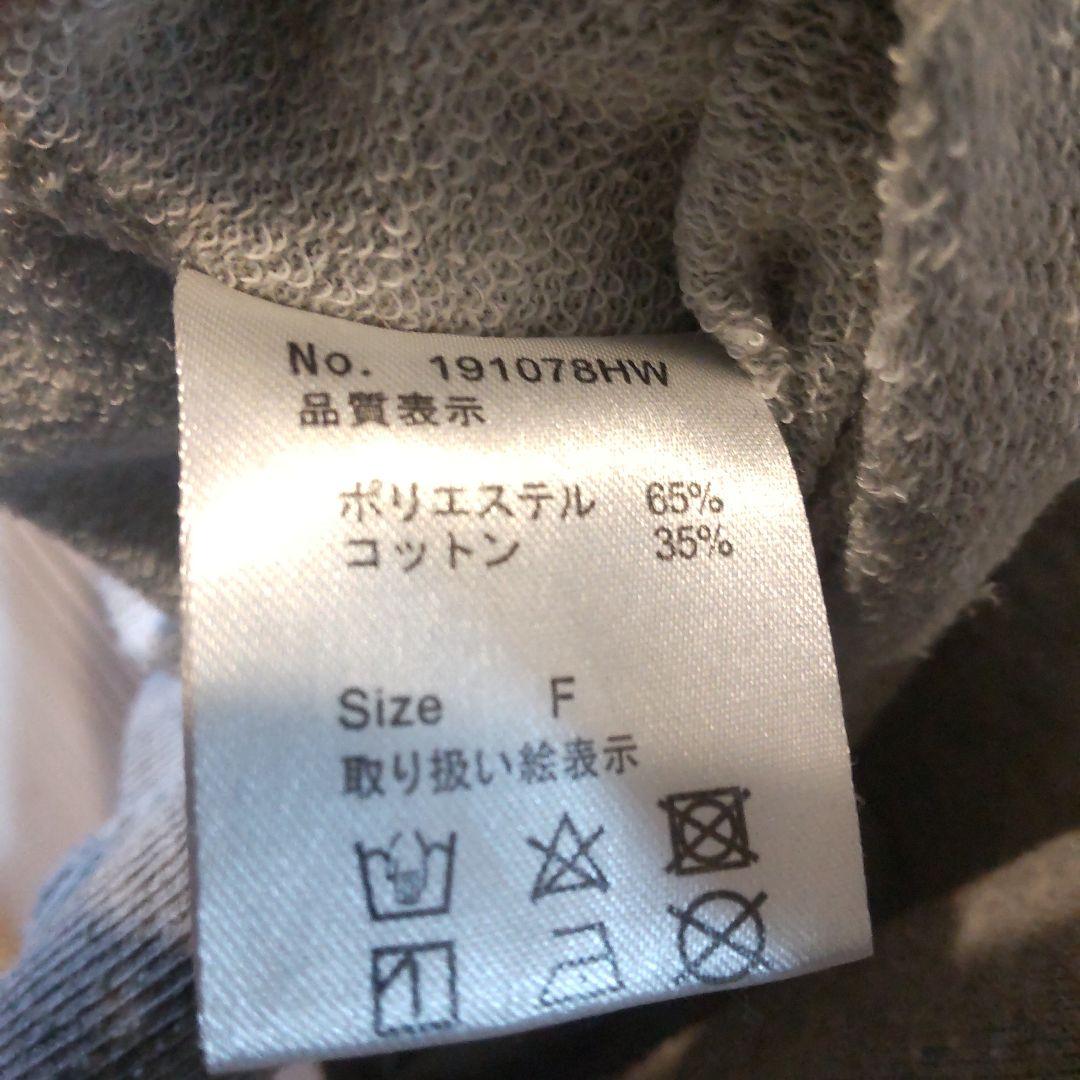 No. 191078HW
品質表示
ポリエステル 65%
コットン 35%
Size F
取り扱い絵表示